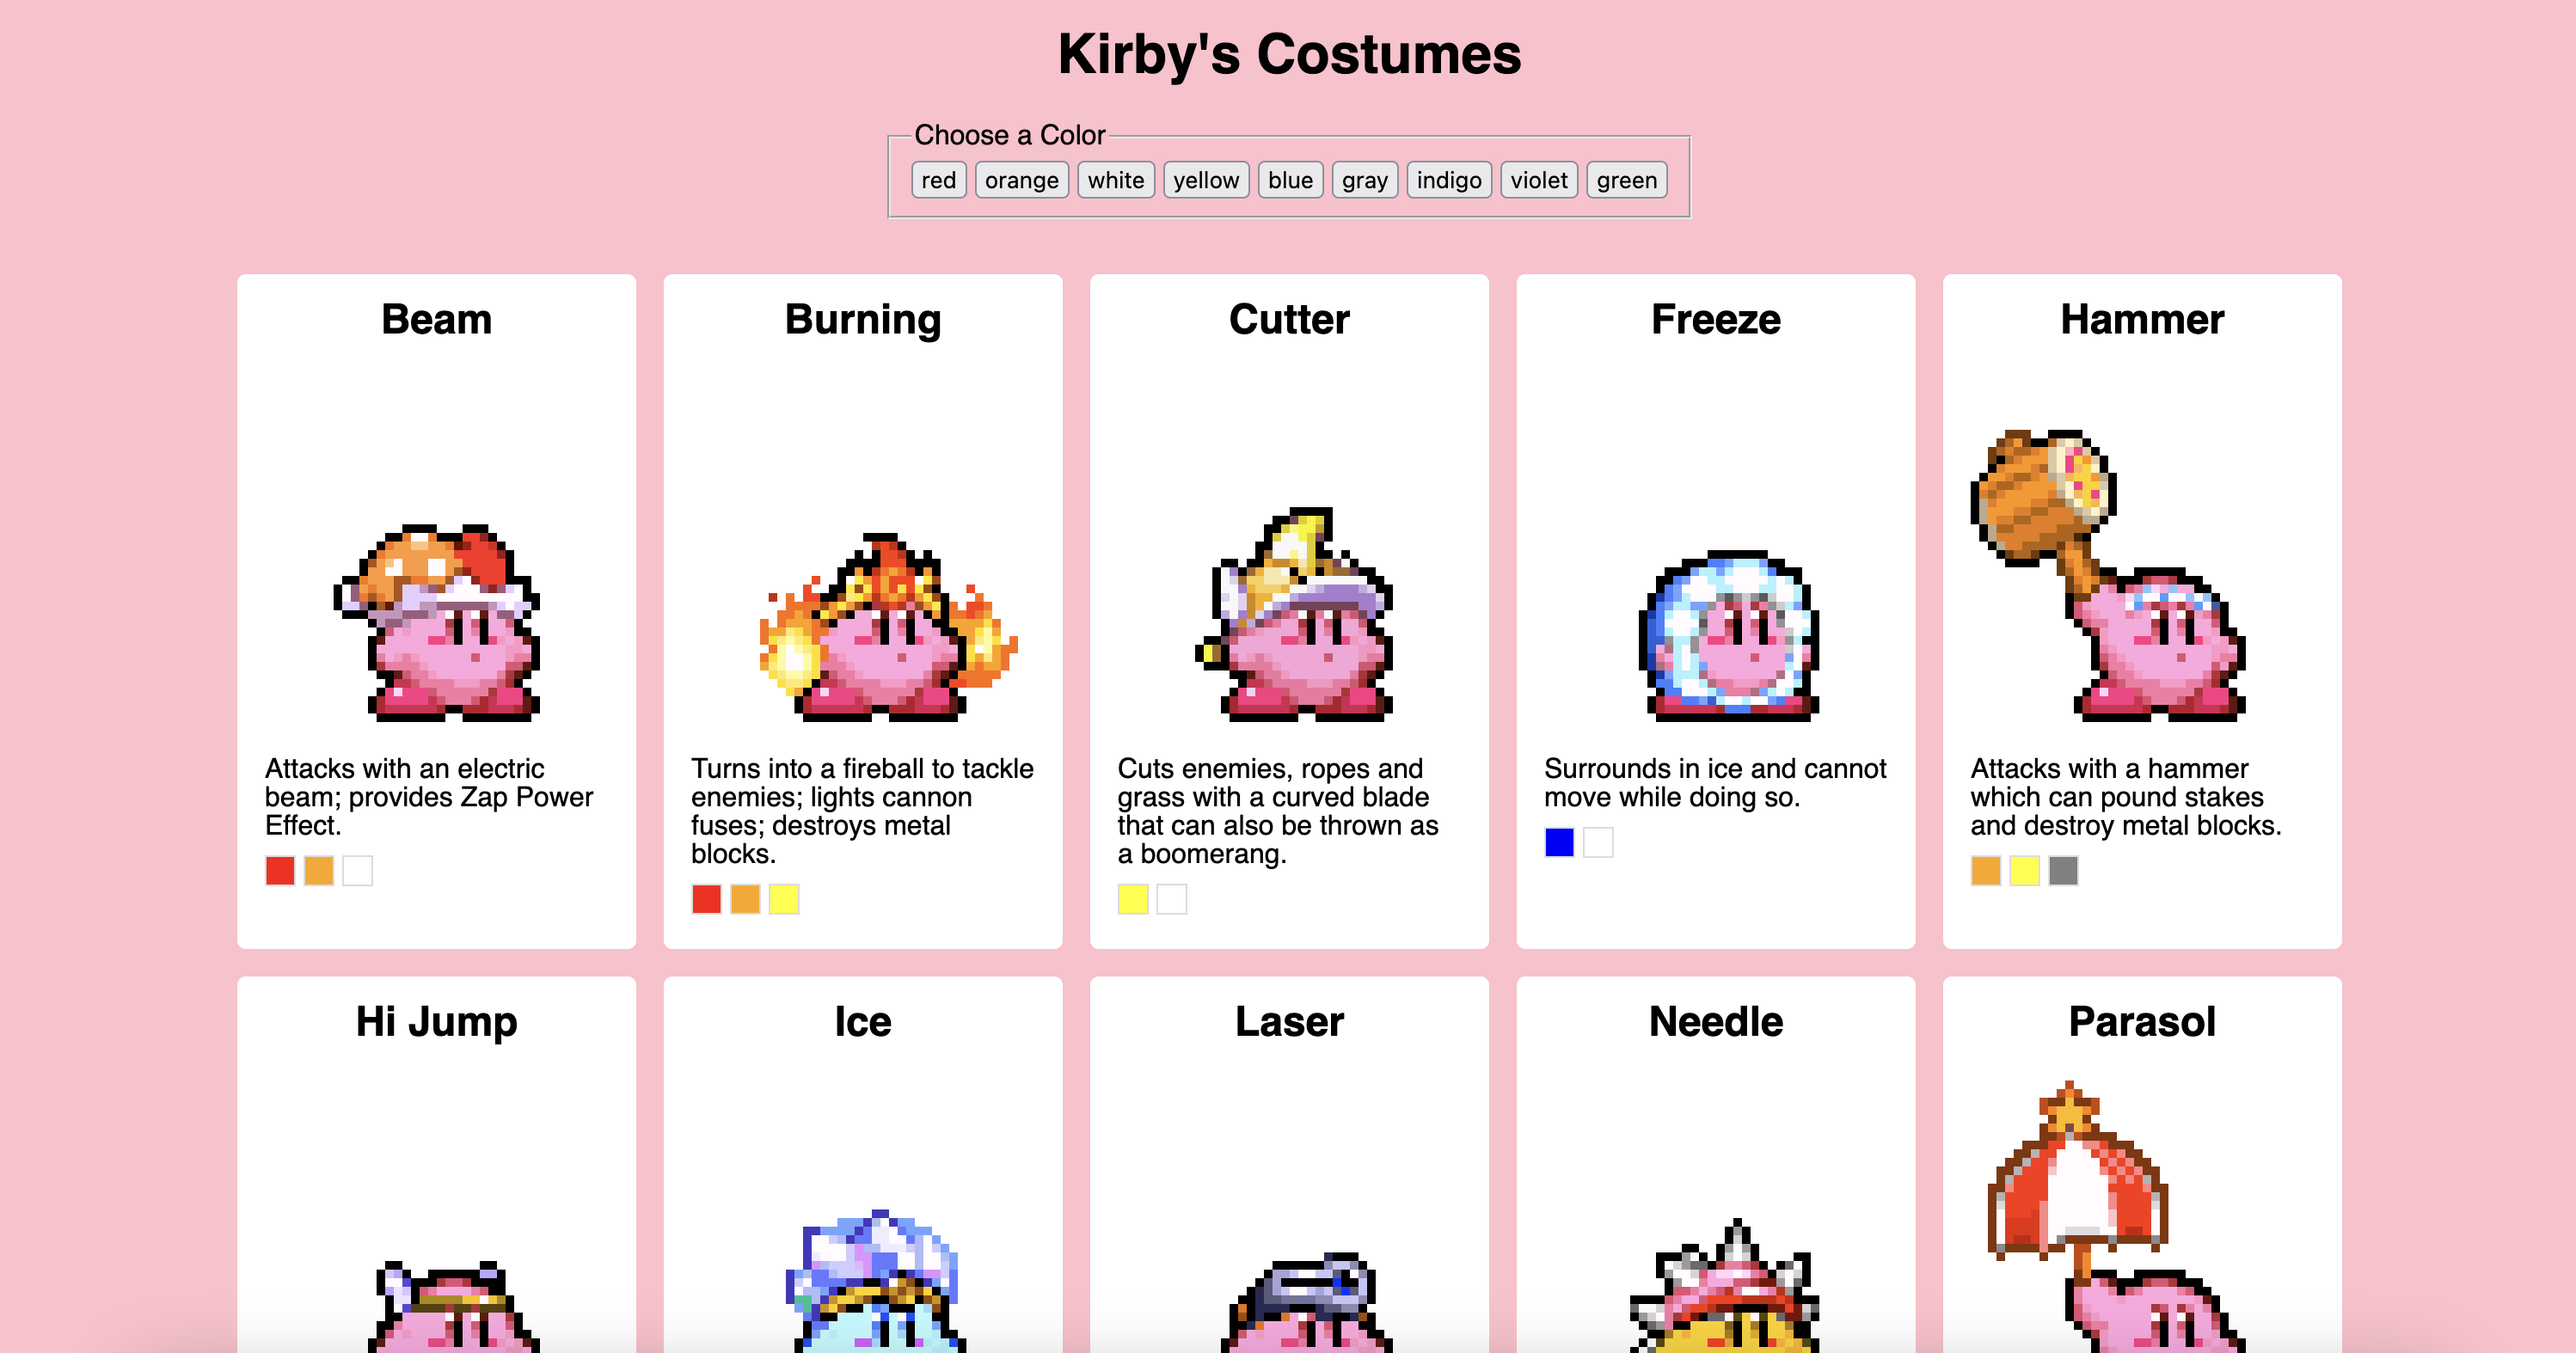 Kirby's Costumes
Choose a Color
red orange white yellow blue gray indigo violet green
Beam
Attacks with an electric
beam; provides Zap Power
Effect.
Burning
Turns into a fireball to tackle
enemies; lights cannon
fuses; destroys metal
blocks.
Cutter
Cuts enemies, ropes and
grass with a curved blade
that can also be thrown as
a boomerang.
Freeze
Surrounds in ice and cannot
move while doing so.
Hammer
Attacks with a hammer
which can pound stakes
and destroy metal blocks.
Hi Jump
Ice
Laser
Needle
Parasol